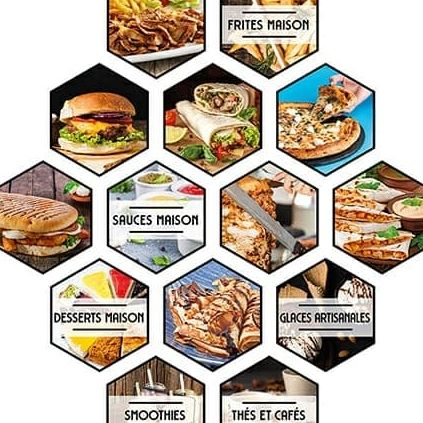 FRITES MAISON
SAUCES MAISON
DESSERTS MAISON
GLACES ARTISANALES
SMOOTHIES
THÉS ET CAFÉS